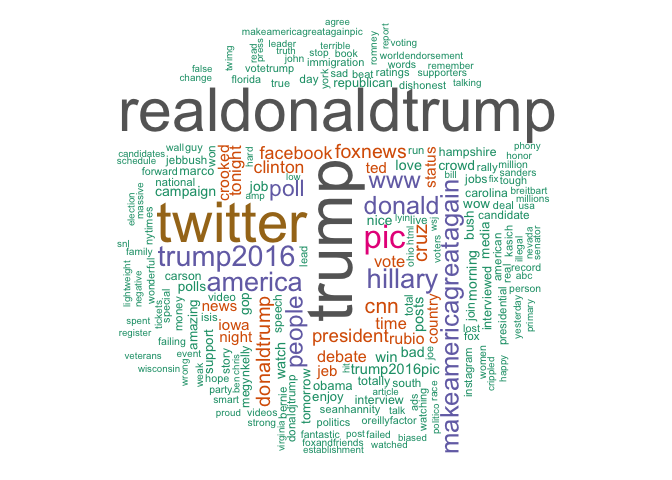 agree
makeamericagreatagainpic
twimg
read
press
leader
truth
john
stop
terrible
book
immigration
romney
report
voting
worldendorsement
words
remember
false
change
votetrump
florida
true
day
york
sad
beat
republican
ratings
supporters
dishonest
talking
realdonaldtrump
candidates
schedule
wall
guy
jebbush
forward
marco
won
national
campaign
crooked
tonight
hard
facebook
foxnews
clinton
low
job
amp
poll
trump
ted
www
love
run
live
status
hampshire
crowd
rally
bill
jobs
fix
carolina
phony
honor
million
sanders
tough
breitbart
millions
wow
deal
usa
candidate
election
massive
nytimes
snl
family
twitter
donald
nice
lyin
pic
cruz
wsj
voters
ohio
html
vote
makeamericagreatagain
bush
media
interviewed
morning
join
american
presidential
real
kasich
illegal
nevada
senator
record
abc
trump2016
lead
america
hillary
lightweight
negative
wonderful
tickets
special
carson
polls
money
amazing
video
news
gop
isis
iowa
night
support
donaldtrump
people
speech
cnn
total
posts
time
country
president
rubio
debate
win
bad
joe
lost
fox
yesterday
person
primary
spent
register
failing
veterans
event
wisconsin
wrong
weak
hope
story
megynkelly
watch
jeb
hit
trump2016pic
totally
south
instagram
women
crippled
happy
party
smart
ben
chris
bernie
donaldjtrump
tomorrow
obama
enjoy
article
interview
ads
watching
politico
race
proud
videos
strong
virginia
seanhannity
talk
politics
oreillyfactor
fantastic
post
failed
biased
foxandfriends
watched
establishment